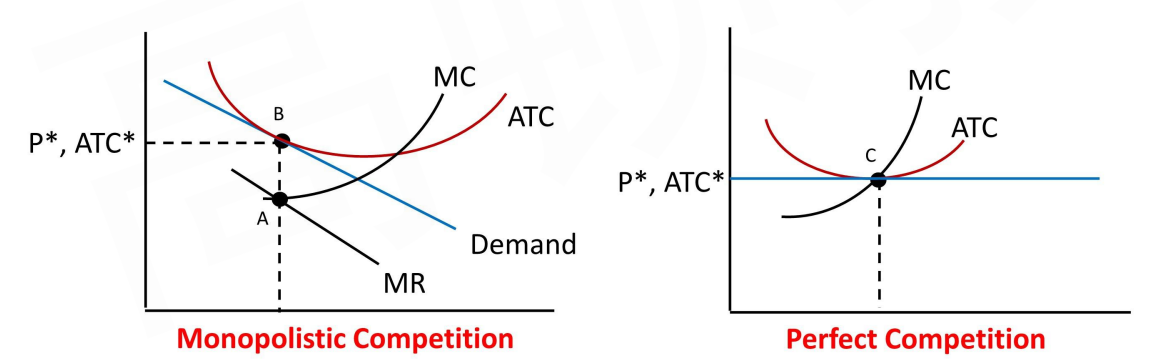 MC
ATC
B
P*, ATC*
A
Demand
MR
Monopolistic Competition
MC
ATC
C
P*, ATC*
Perfect Competition